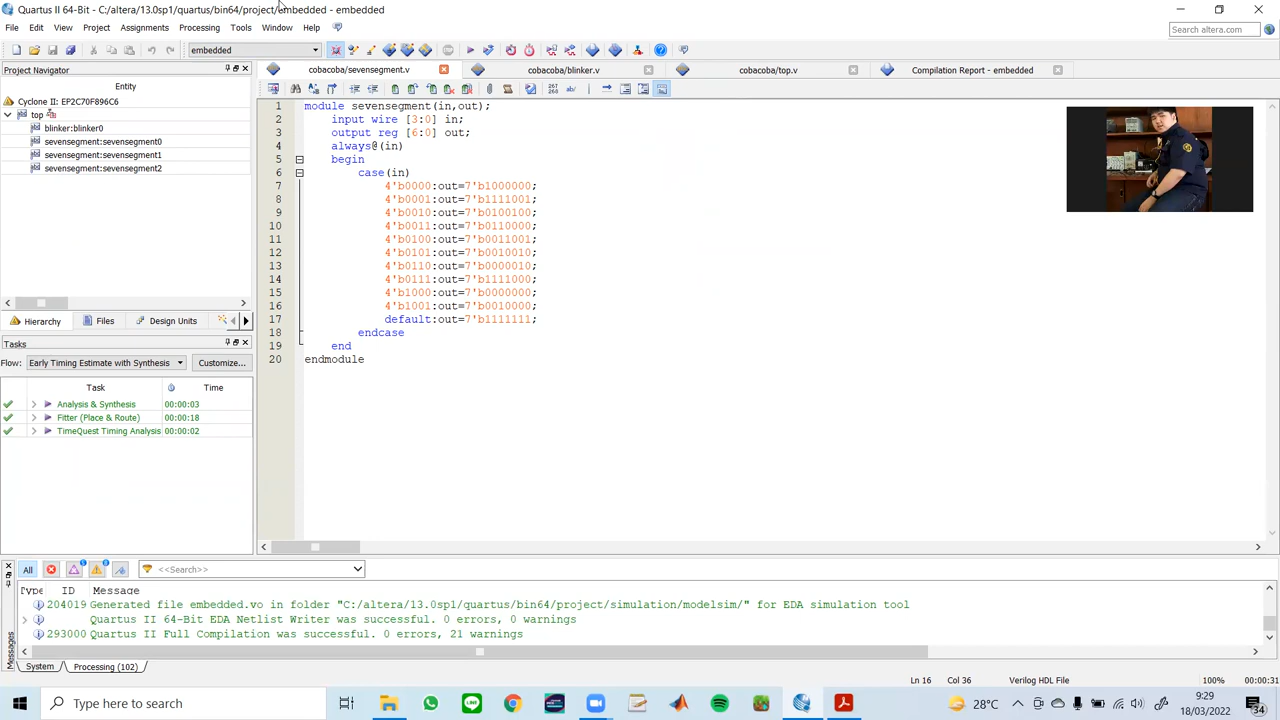 Quartus II 64-Bit - C:/altera/13.0sp1/quartus/bin64/project/embedded - embedded
File Edit View Project Assignments Processing Tools Window Help
Search altera.com
embedded
Project Navigator
cobacoba/sevensegment.v
cobacoba/blinker.v
cobacoba/top.v
Compilation Report - embedded
Entity
Cyclone II: EP2C70F896C6
top
blinker:blinker0
sevensegment:sevensegment0
sevensegment:sevensegment1
sevensegment:sevensegment2
Hierarchy Files Design Units
Tasks
Flow: Early Timing Estimate with Synthesis Customize...
Task Time
Analysis & Synthesis 00:00:03
Fitter (Place & Route) 00:00:18
TimeQuest Timing Analysis 00:00:02
267
268
ab/
1 module sevensegment(in,out);
2 input wire [3:0] in;
3 output reg [6:0] out;
4 always@(in)
5 begin
6 case(in)
7 4'b0000:out=7'b1000000;
8 4'b0001:out=7'b1111001;
9 4'b0010:out=7'b0100100;
10 4'b0011:out=7'b0110000;
11 4'b0100:out=7'b0011001;
12 4'b0101:out=7'b0010010;
13 4'b0110:out=7'b0000010;
14 4'b0111:out=7'b1111000;
15 4'b1000:out=7'b0000000;
16 4'b1001:out=7'b0010000;
17 default:out=7'b1111111;
18 endcase
19 end
20 endmodule
All <<Search>>
Type ID Message
204019 Generated file embedded.vo in folder "C:/altera/13.0sp1/quartus/bin64/project/simulation/modelsim/" for EDA simulation tool
Quartus II 64-Bit EDA Netlist Writer was successful. 0 errors, 0 warnings
293000 Quartus II Full Compilation was successful. 0 errors, 21 warnings
Messages
System Processing (102)
Ln 16 Col 36 Verilog HDL File 100% 00:00:31
Type here to search
28°C
9:29
18/03/2022
34